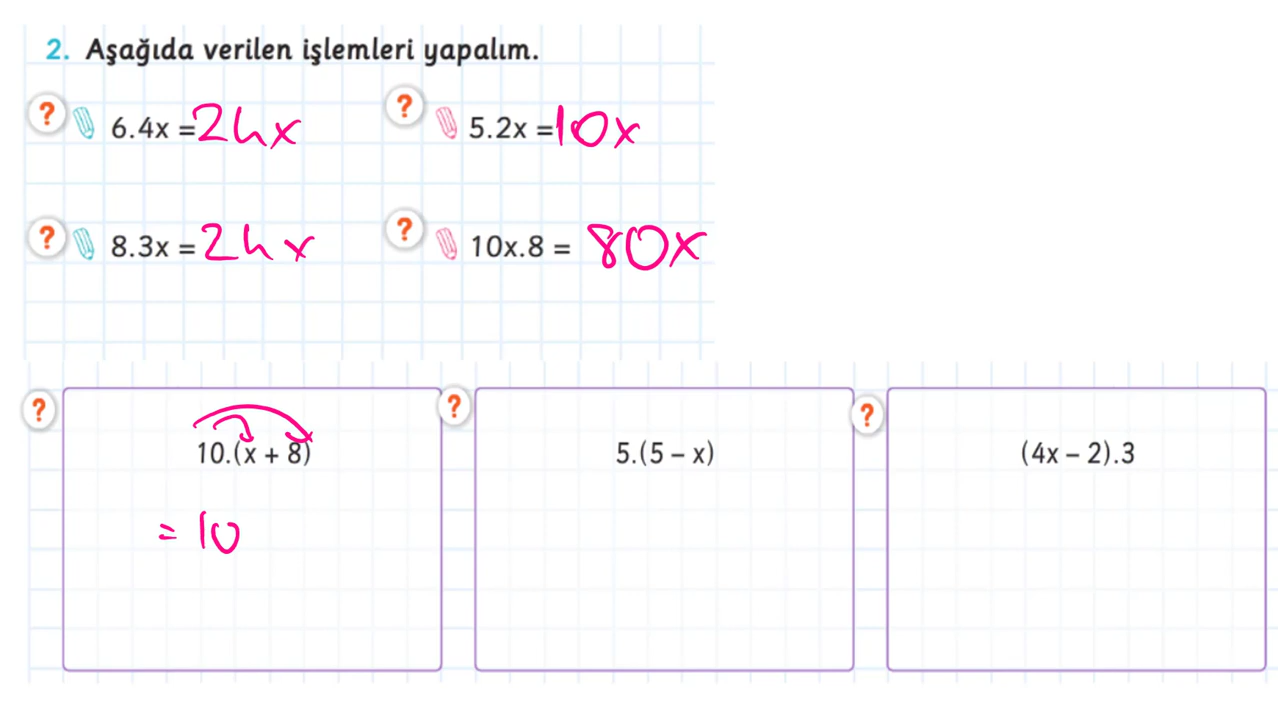 2. Aşağıda verilen işlemleri yapalım.
? 6.4x = 24x ? 5.2x = 10x
? 8.3x = 24x ? 10x.8 = 80x
? ? ?
10.(x + 8) 5.(5 – x) (4x – 2).3
= 10